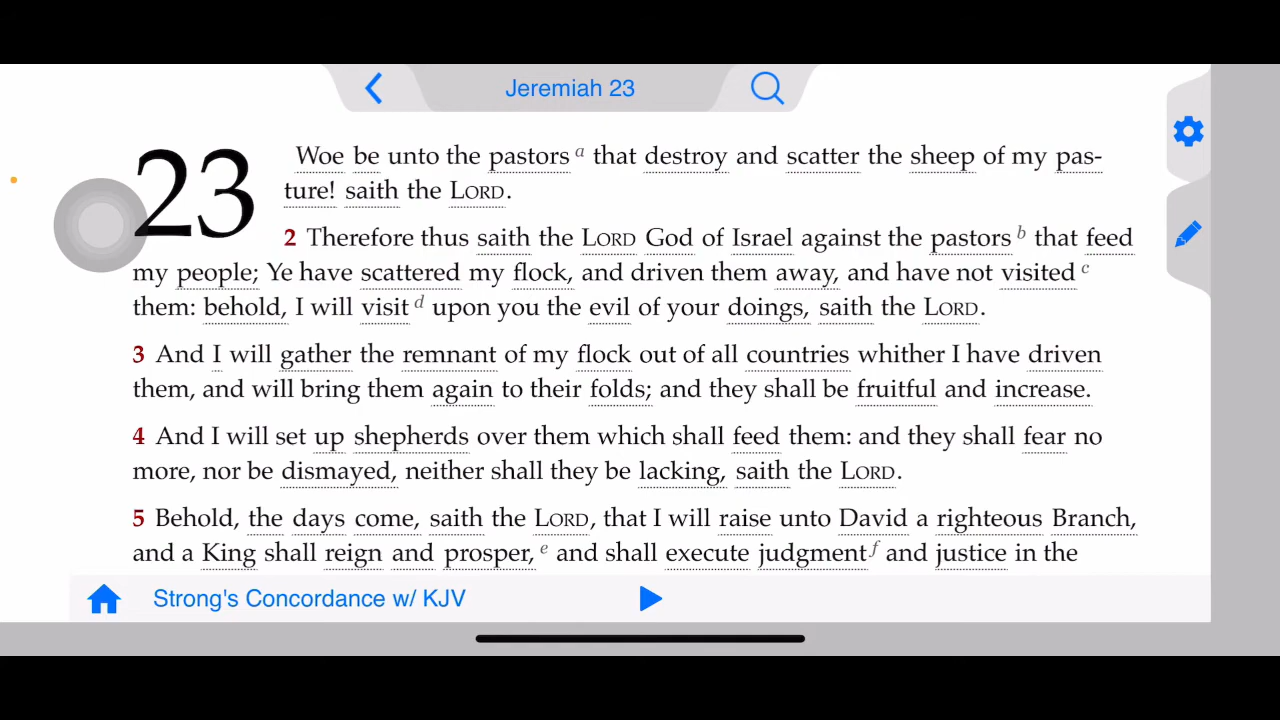 Jeremiah 23
23 Woe be unto the pastors a that destroy and scatter the sheep of my pas-
ture! saith the LORD.
2 Therefore thus saith the LORD God of Israel against the pastors b that feed
my people; Ye have scattered my flock, and driven them away, and have not visited c
them: behold, I will visit d upon you the evil of your doings, saith the LORD.
3 And I will gather the remnant of my flock out of all countries whither I have driven
them, and will bring them again to their folds; and they shall be fruitful and increase.
4 And I will set up shepherds over them which shall feed them: and they shall fear no
more, nor be dismayed, neither shall they be lacking, saith the LORD.
5 Behold, the days come, saith the LORD, that I will raise unto David a righteous Branch,
and a King shall reign and prosper, e and shall execute judgment f and justice in the
Strong's Concordance w/ KJV